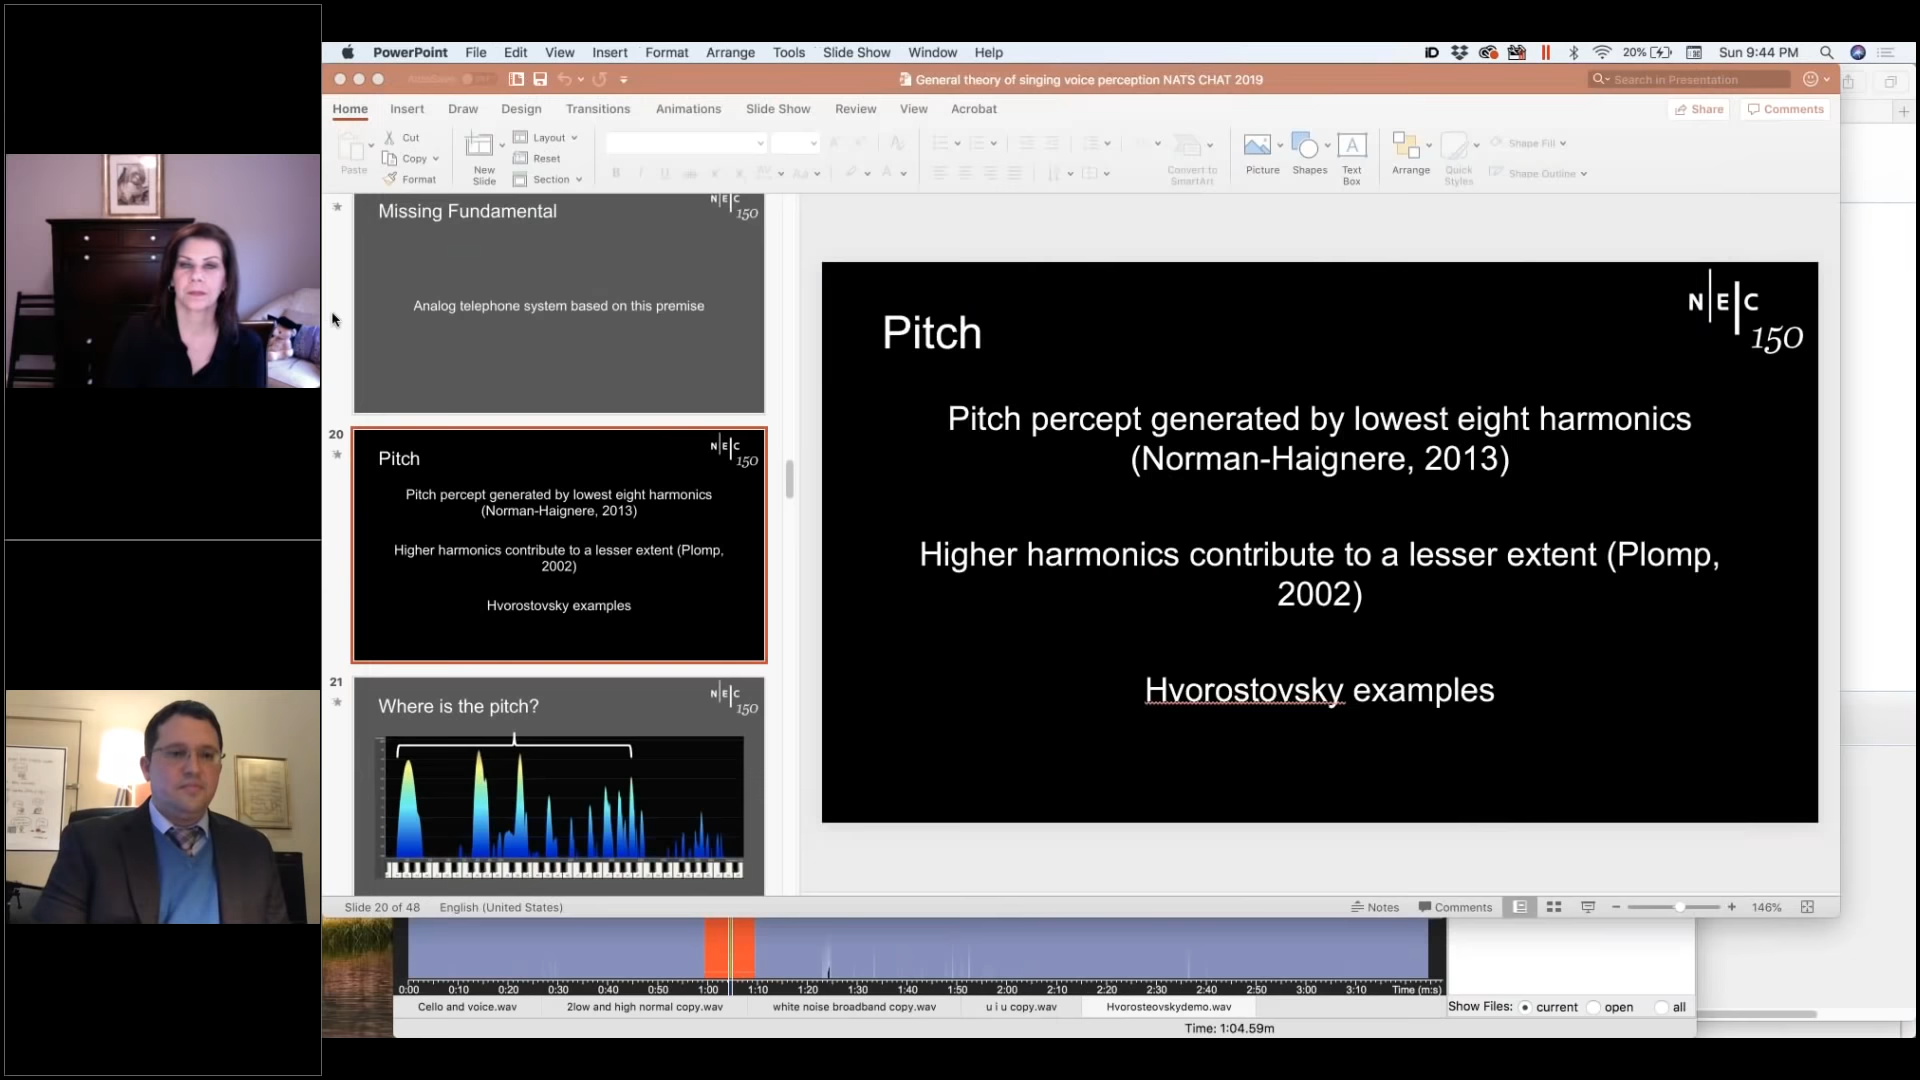 PowerPoint File Edit View Insert Format Arrange Tools Slide Show Window Help
iD 20% Sun 9:44 PM
General theory of singing voice perception NATS CHAT 2019
Search in Presentation
Home Insert Draw Design Transitions Animations Slide Show Review View Acrobat
Share Comments
Paste
Cut
Copy
Format
New
Slide
Layout
Reset
Section
Convert to
SmartArt
Picture
Shapes
Text
Box
Arrange
Quick
Styles
Shape Fill
Shape Outline
Missing Fundamental
NEC
150
Analog telephone system based on this premise
20
Pitch
NEC
150
Pitch percept generated by lowest eight harmonics
(Norman-Haignere, 2013)
Higher harmonics contribute to a lesser extent (Plomp,
2002)
Hvorostovsky examples
21
Where is the pitch?
NEC
150
NEC
150
Pitch
Pitch percept generated by lowest eight harmonics
(Norman-Haignere, 2013)
Higher harmonics contribute to a lesser extent (Plomp,
2002)
Hvorostovsky examples
Slide 20 of 48 English (United States)
Notes Comments 146%
0:00 0:10 0:20 0:30 0:40 0:50 1:00 1:10 1:20 1:30 1:40 1:50 2:00 2:10 2:20 2:30 2:40 2:50 3:00 3:10 Time (m:s)
Cello and voice.wav 2low and high normal copy.wav white noise broadband copy.wav u i u copy.wav Hvorosteovskydemo.wav
Show Files: current open all
Time: 1:04.59m